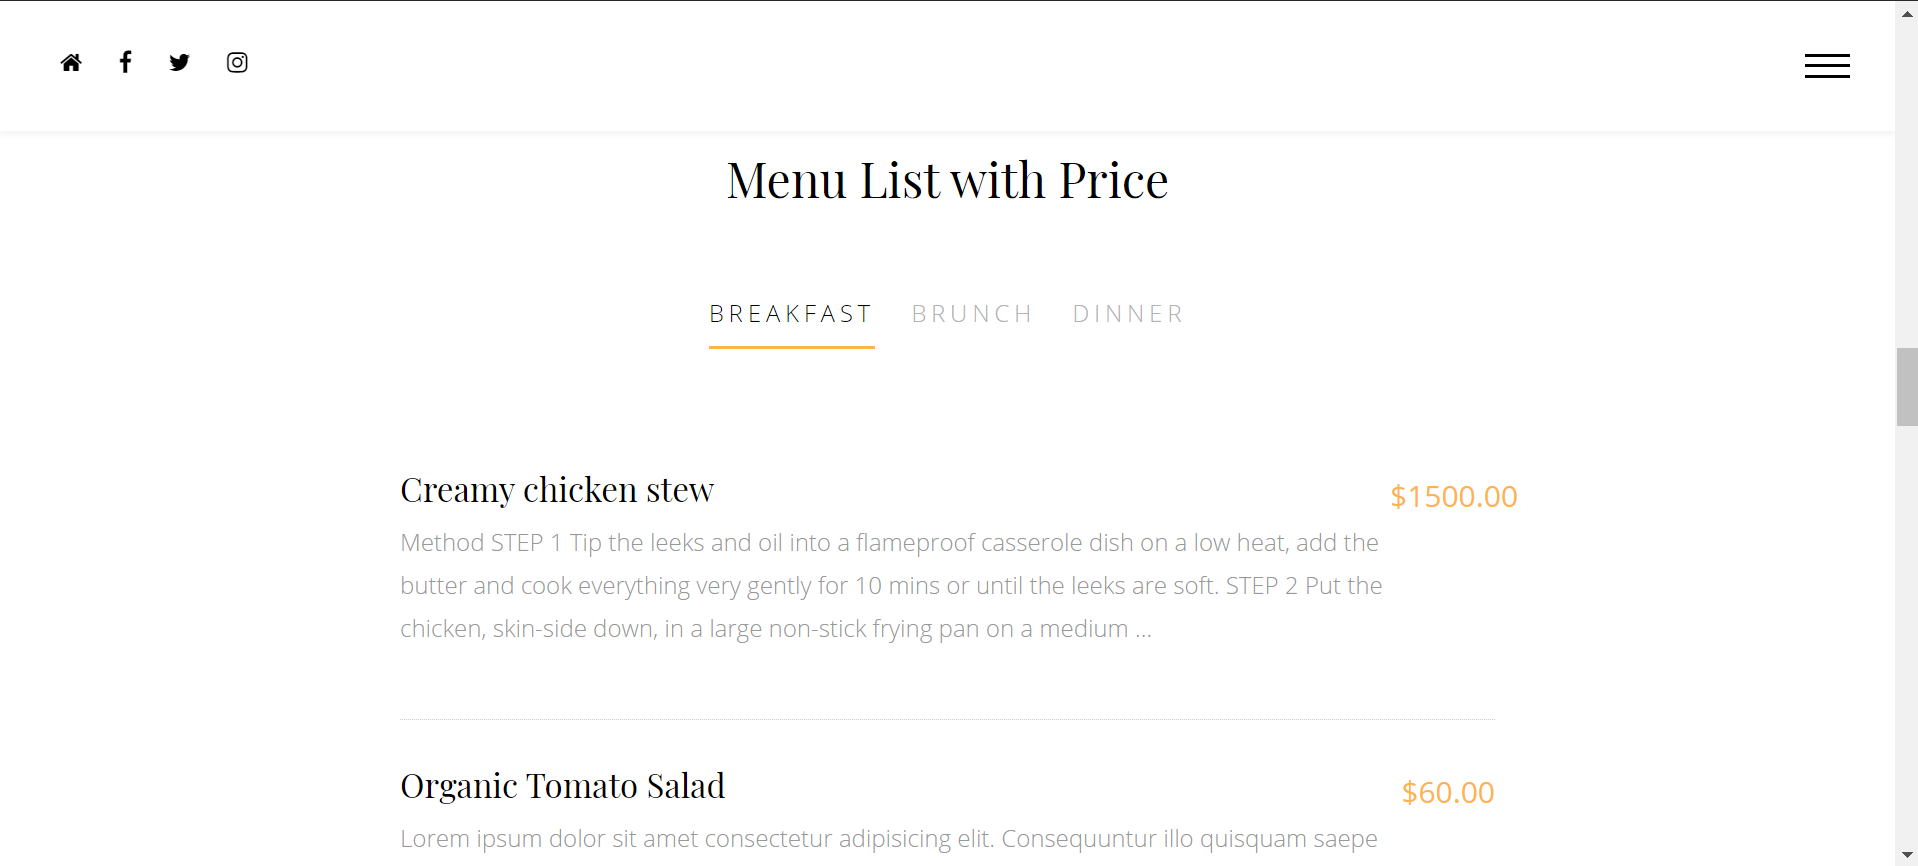 Menu List with Price
BREAKFAST BRUNCH DINNER
Creamy chicken stew $1500.00
Method STEP 1 Tip the leeks and oil into a flameproof casserole dish on a low heat, add the
butter and cook everything very gently for 10 mins or until the leeks are soft. STEP 2 Put the
chicken, skin-side down, in a large non-stick frying pan on a medium ...
Organic Tomato Salad $60.00
Lorem ipsum dolor sit amet consectetur adipisicing elit. Consequuntur illo quisquam saepe